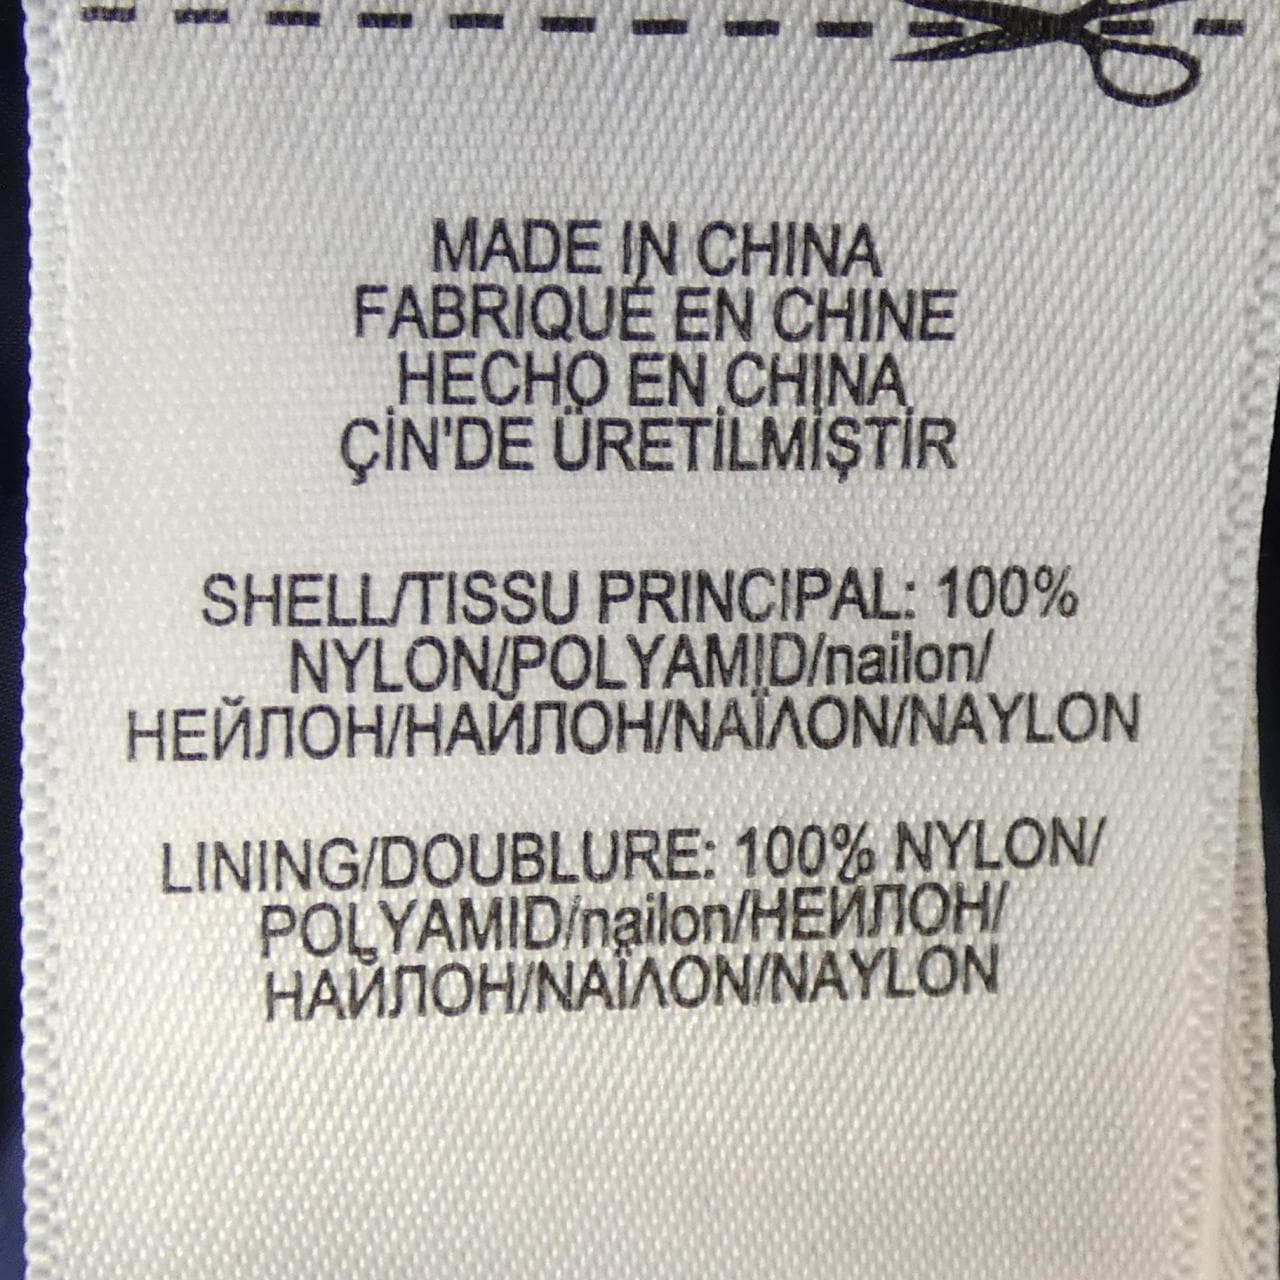 MADE IN CHINA
FABRIQUÉ EN CHINE
HECHO EN CHINA
ÇİN'DE ÜRETİLMİŞTİR
SHELL/TISSU PRINCIPAL: 100%
NYLON/POLYAMID/nailon/
НЕЙЛОН/НАЙЛОН/ΝΑΪΛΟΝ/NAYLON
LINING/DOUBLURE: 100% NYLON/
POLYAMID/nailon/НЕЙЛОН/
НАЙЛОН/ΝΑΪΛΟΝ/NAYLON